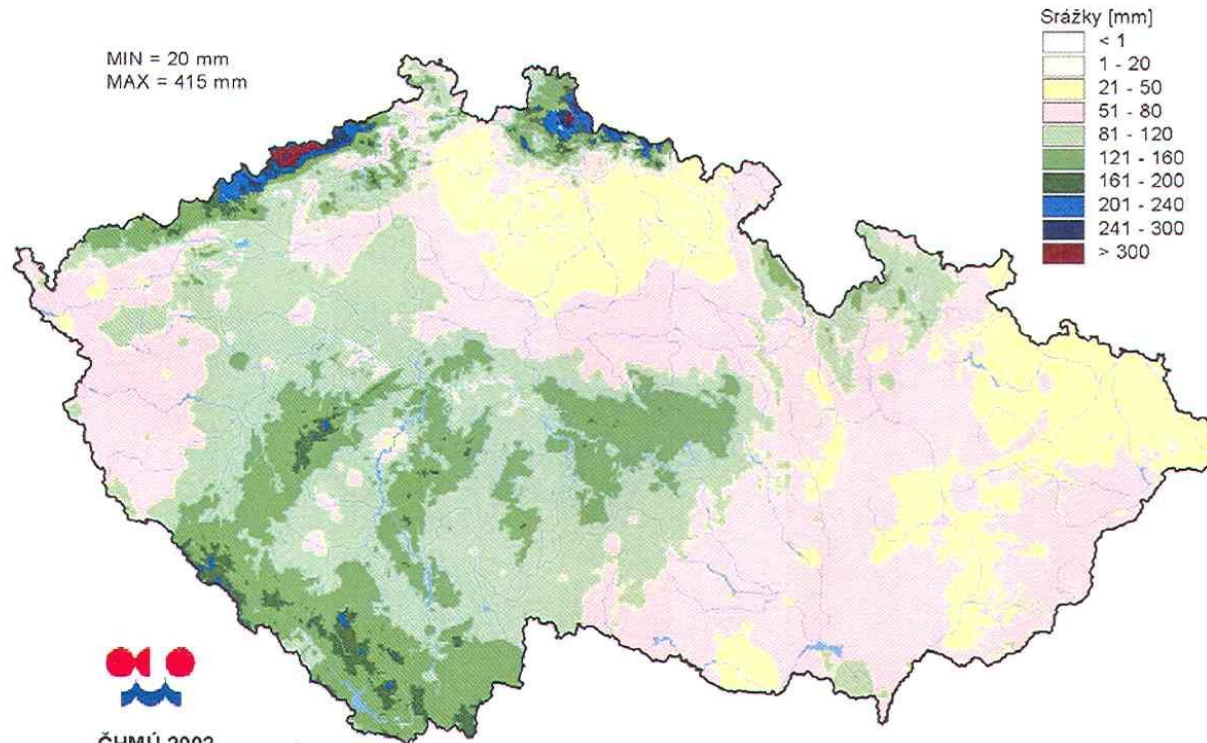 MIN = 20 mm
MAX = 415 mm
Srážky [mm]
< 1
1 - 20
21 - 50
51 - 80
81 - 120
121 - 160
161 - 200
201 - 240
241 - 300
> 300
ČHMÚ 2002